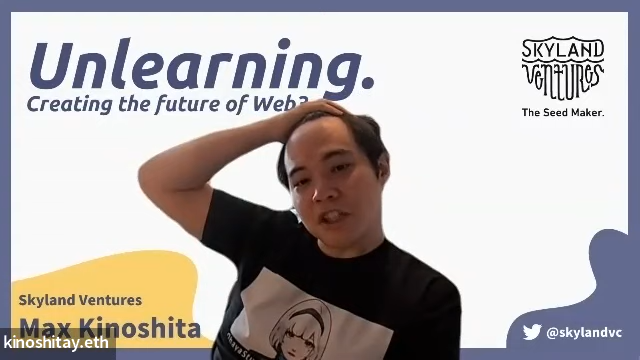 Unlearning.
Creating the future of Web3
SKYLAND
VENTURES
The Seed Maker.
Skyland Ventures
Max Kinoshita
kinoshitay.eth
@skylandvc